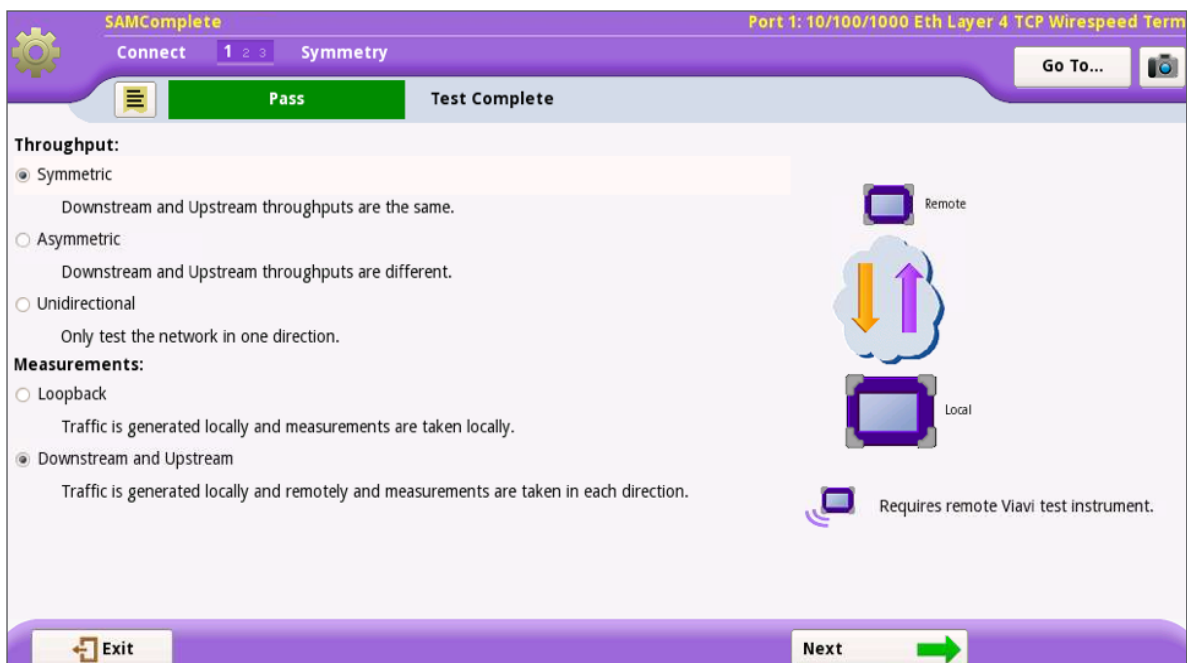 SAMComplete
Port 1: 10/100/1000 Eth Layer 4 TCP Wirespeed Term
Connect 1 2 3 Symmetry
Go To...
Pass
Test Complete
Throughput:
Symmetric
Downstream and Upstream throughputs are the same.
Asymmetric
Downstream and Upstream throughputs are different.
Unidirectional
Only test the network in one direction.
Measurements:
Loopback
Traffic is generated locally and measurements are taken locally.
Downstream and Upstream
Traffic is generated locally and remotely and measurements are taken in each direction.
Remote
Local
Requires remote Viavi test instrument.
Exit
Next